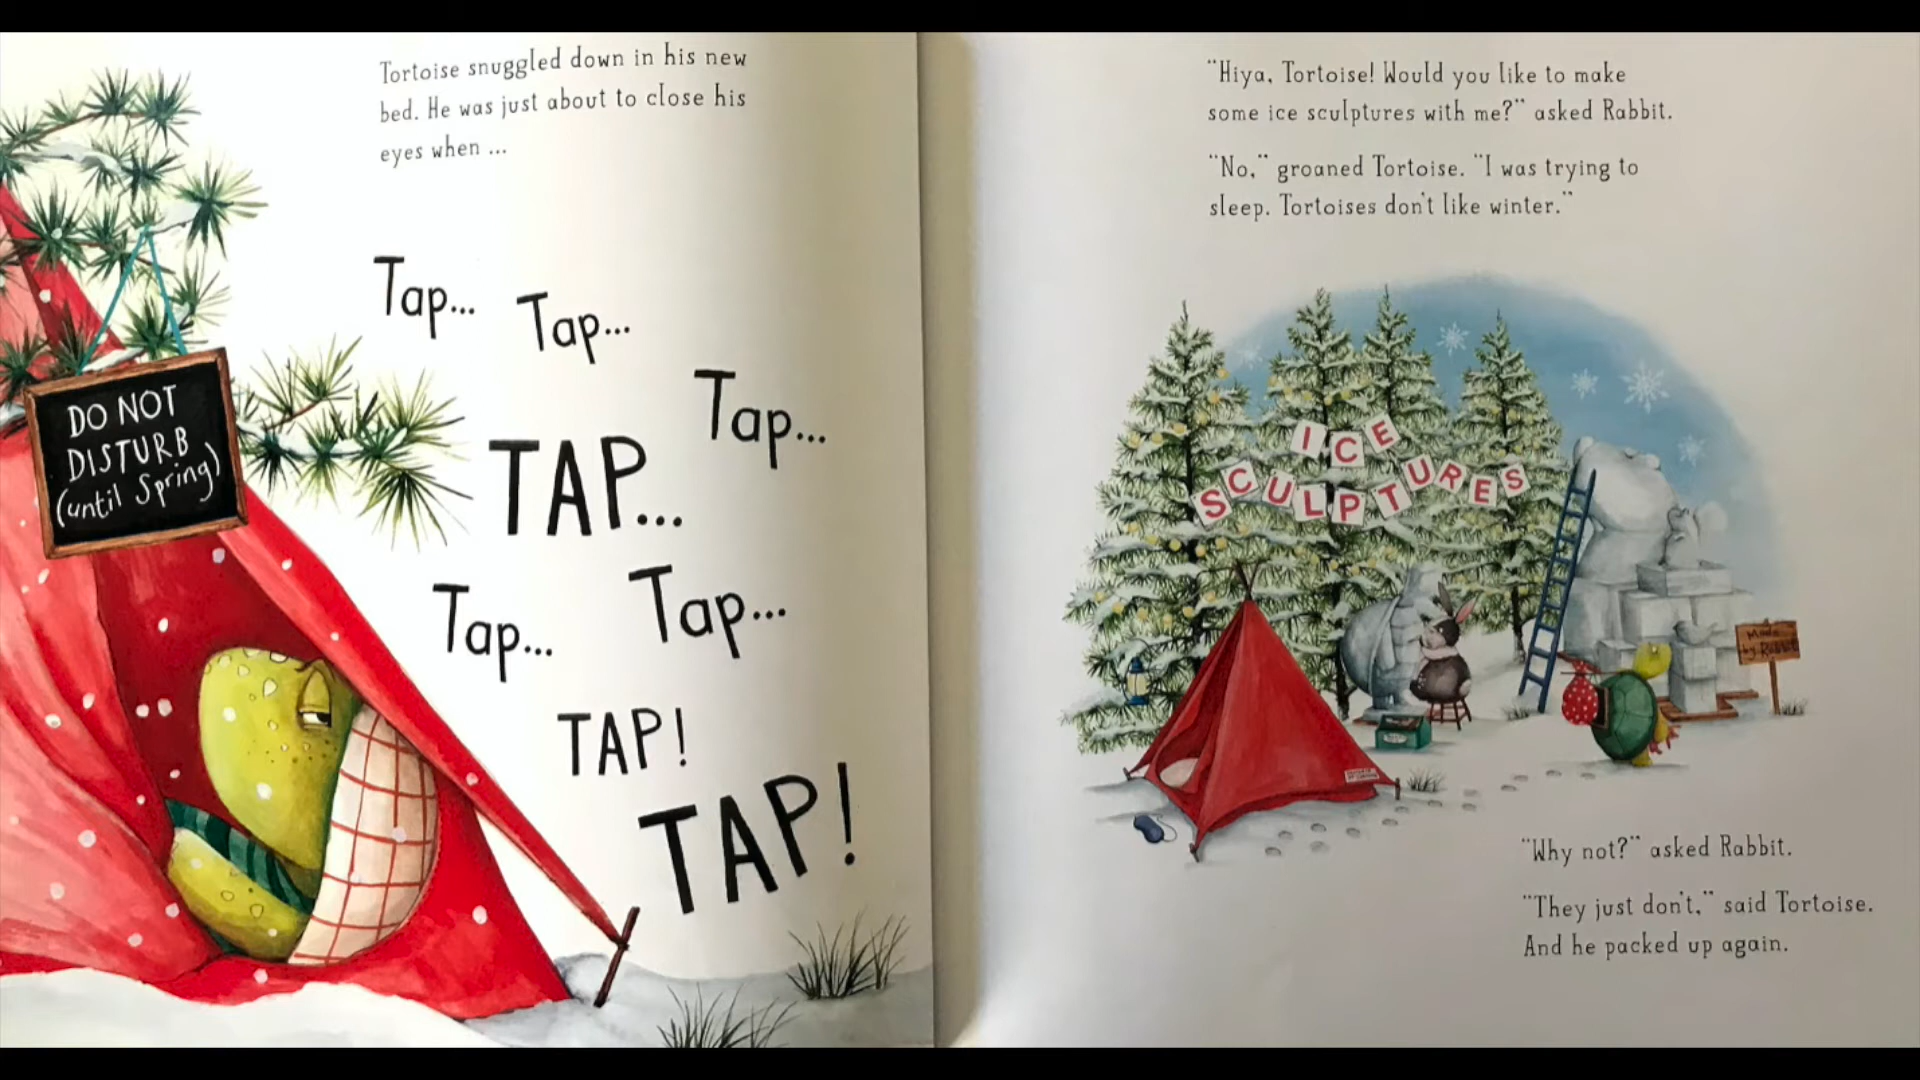 Tortoise snuggled down in his new
bed. He was just about to close his
eyes when ...
Tap...
Tap...
Tap...
TAP...
Tap...
Tap...
TAP!
TAP!
DO NOT
DISTURB
(until Spring)
"Hiya, Tortoise! Would you like to make
some ice sculptures with me?" asked Rabbit.
"No," groaned Tortoise. "I was trying to
sleep. Tortoises don't like winter."
ICE
SCULPTURES
Made
by RABBIT
"Why not?" asked Rabbit.
"They just don't," said Tortoise.
And he packed up again.